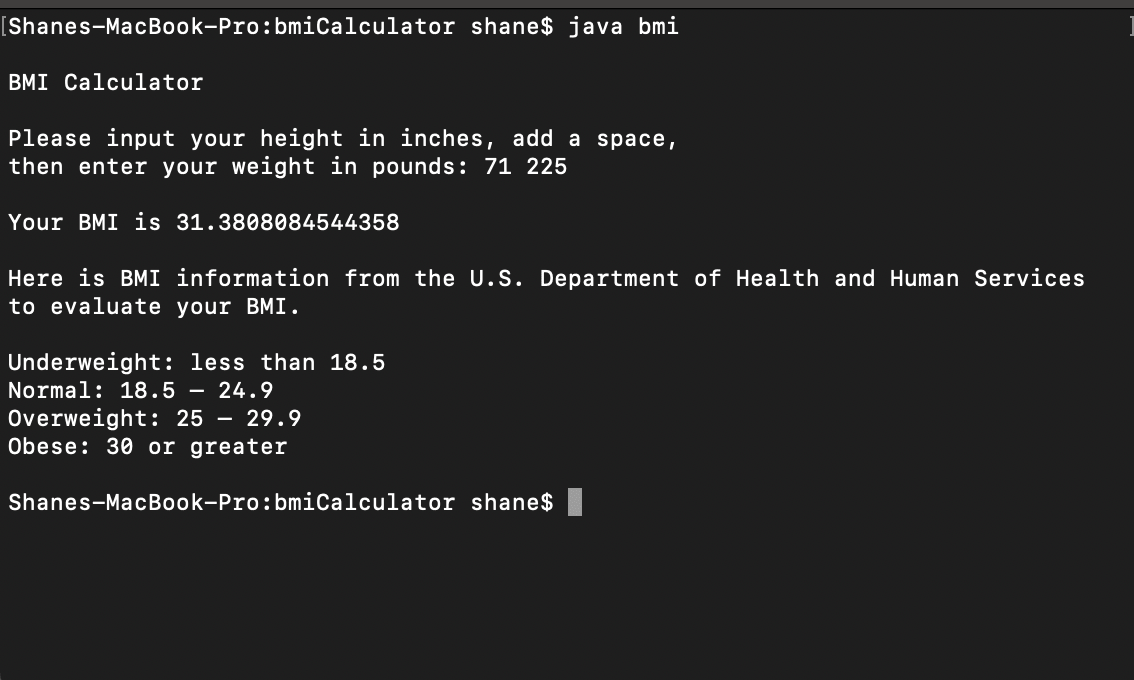 [Shanes-MacBook-Pro:bmiCalculator shane$ java bmi ]
BMI Calculator
Please input your height in inches, add a space,
then enter your weight in pounds: 71 225
Your BMI is 31.3808084544358
Here is BMI information from the U.S. Department of Health and Human Services
to evaluate your BMI.
Underweight: less than 18.5
Normal: 18.5 – 24.9
Overweight: 25 – 29.9
Obese: 30 or greater
Shanes-MacBook-Pro:bmiCalculator shane$